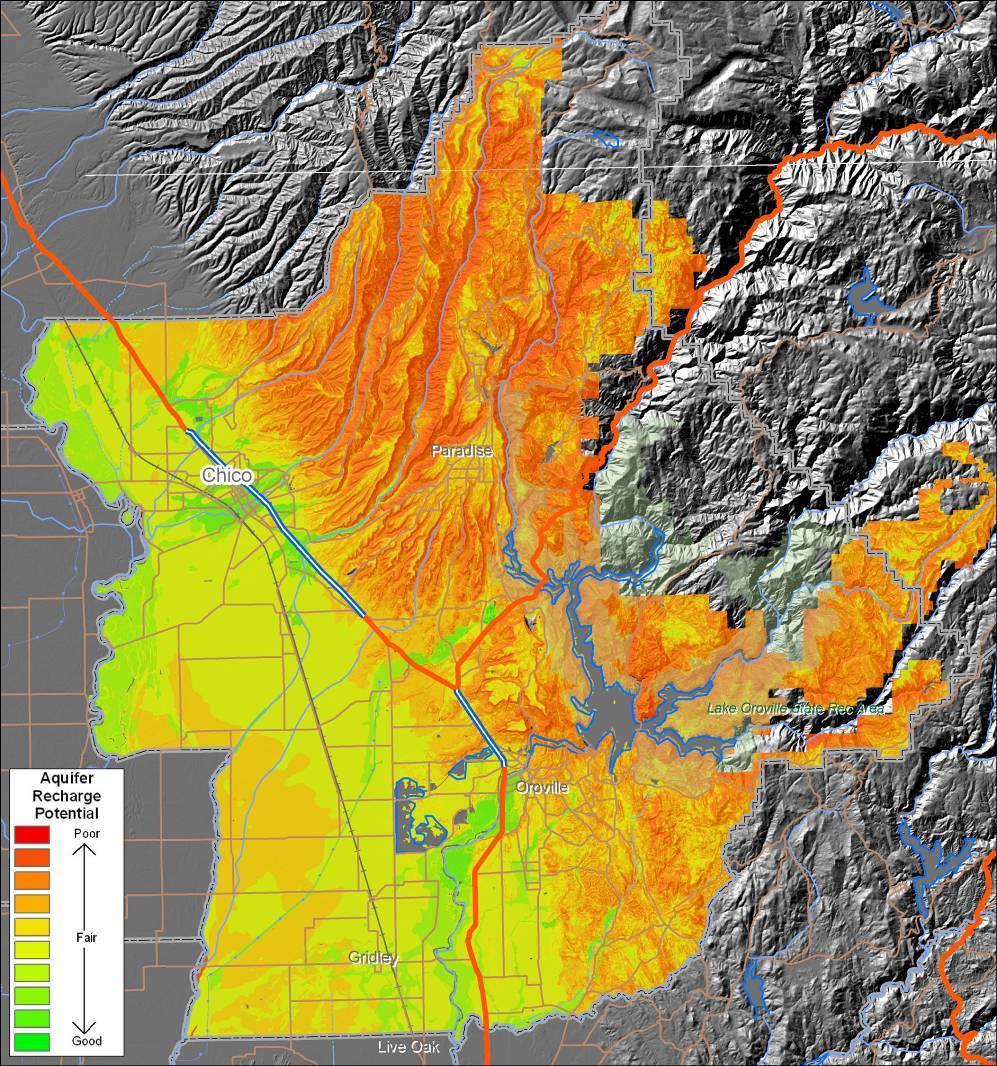 Chico
Paradise
Lake Oroville State Rec Area
Oroville
Gridley
Live Oak
Aquifer
Recharge
Potential
Poor
Fair
Good